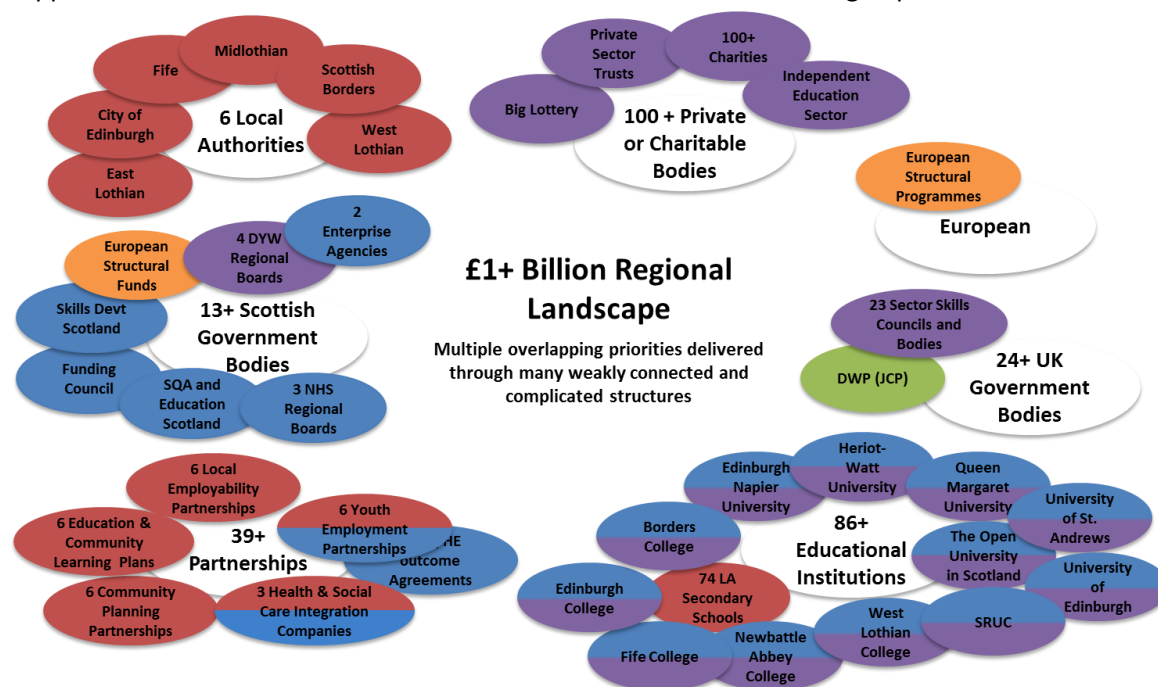 Midlothian
Fife
Scottish
Borders
City of
Edinburgh
6 Local
Authorities
West
Lothian
East
Lothian
Private
Sector
Trusts
100+
Charities
Big Lottery
Independent
Education
Sector
100 + Private
or Charitable
Bodies
European
Structural
Programmes
European
European
Structural
Funds
4 DYW
Regional
Boards
2
Enterprise
Agencies
Skills Devt
Scotland
13+ Scottish
Government
Bodies
Funding
Council
SQA and
Education
Scotland
3 NHS
Regional
Boards
£1+ Billion Regional
Landscape
Multiple overlapping priorities delivered
through many weakly connected and
complicated structures
23 Sector Skills
Councils and
Bodies
DWP (JCP)
24+ UK
Government
Bodies
6 Local
Employability
Partnerships
6 Education &
Community
Learning Plans
39+
Partnerships
6 Youth
Employment
Partnerships
outcome
Agreements
6 Community
Planning
Partnerships
3 Health & Social
Care Integration
Companies
Edinburgh
Napier
University
Heriot-
Watt
University
Queen
Margaret
University
University
of St.
Andrews
Borders
College
86+
Educational
Institutions
The Open
University
in Scotland
University
of
Edinburgh
Edinburgh
College
74 LA
Secondary
Schools
Fife College
Newbattle
Abbey
College
West
Lothian
College
SRUC